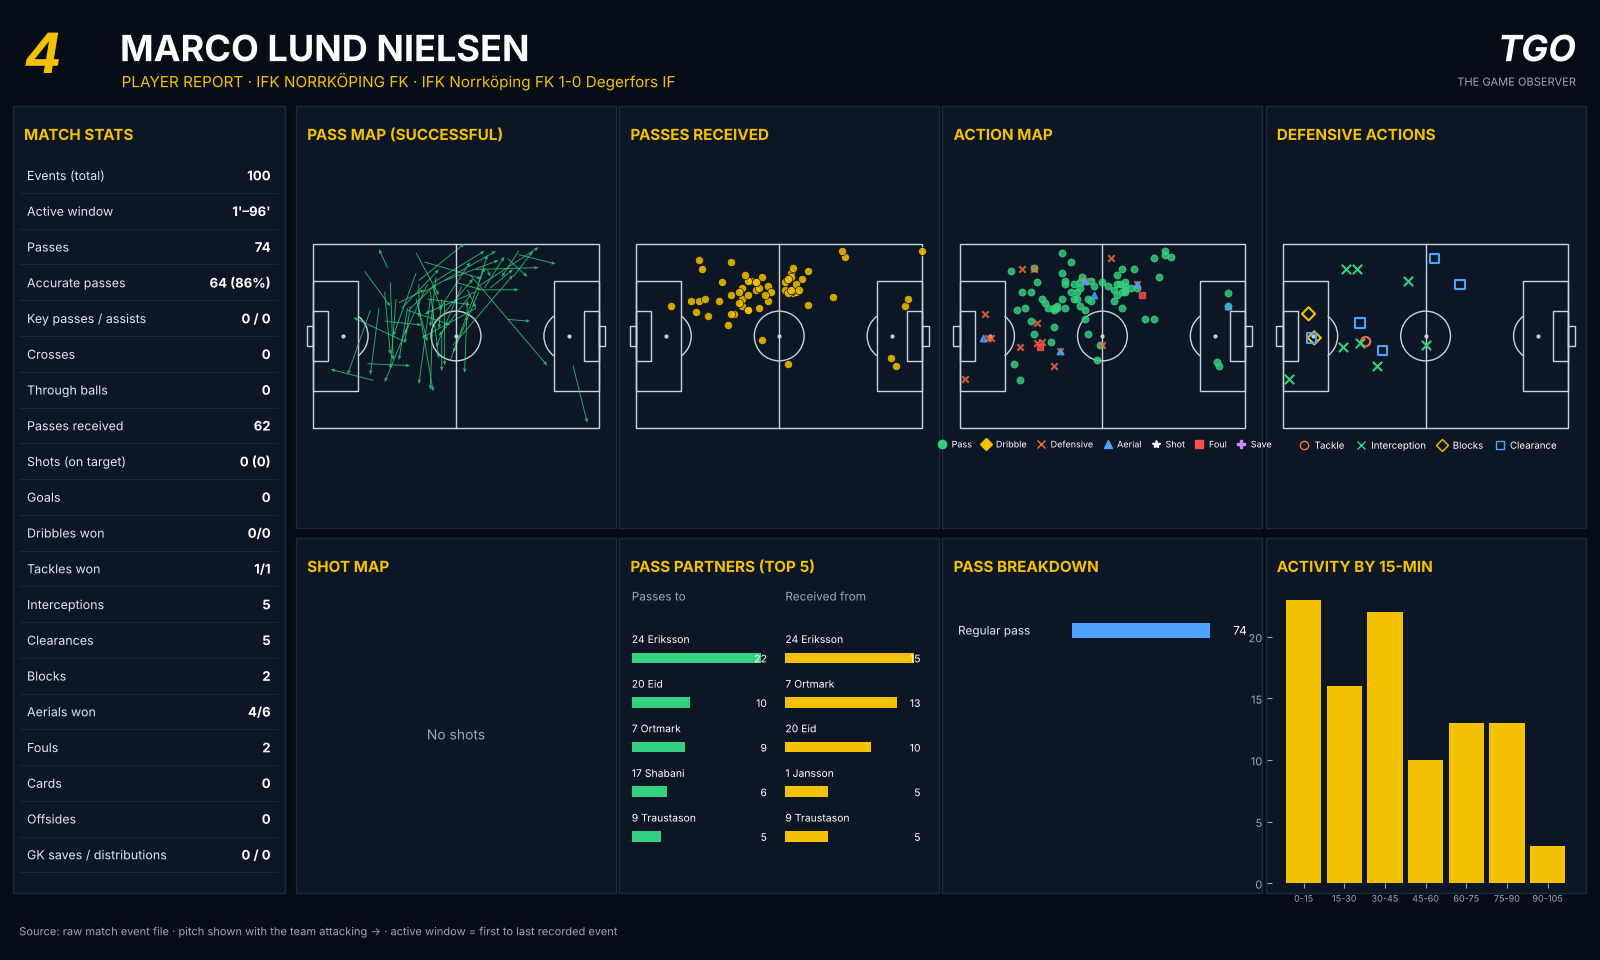 4
MARCO LUND NIELSEN
PLAYER REPORT · IFK NORRKÖPING FK · IFK Norrköping FK 1-0 Degerfors IF
TGO
THE GAME OBSERVER
MATCH STATS
Events (total) 100
Active window 1'–96'
Passes 74
Accurate passes 64 (86%)
Key passes / assists 0 / 0
Crosses 0
Through balls 0
Passes received 62
Shots (on target) 0 (0)
Goals 0
Dribbles won 0/0
Tackles won 1/1
Interceptions 5
Clearances 5
Blocks 2
Aerials won 4/6
Fouls 2
Cards 0
Offsides 0
GK saves / distributions 0 / 0
PASS MAP (SUCCESSFUL)
PASSES RECEIVED
ACTION MAP
Pass Dribble Defensive Aerial Shot Foul Save
DEFENSIVE ACTIONS
Tackle Interception Blocks Clearance
SHOT MAP
No shots
PASS PARTNERS (TOP 5)
Passes to
24 Eriksson
22
20 Eid
10
7 Ortmark
9
17 Shabani
6
9 Traustason
5
Received from
24 Eriksson
15
7 Ortmark
13
20 Eid
10
1 Jansson
5
9 Traustason
5
PASS BREAKDOWN
Regular pass 74
ACTIVITY BY 15-MIN
20
15
10
5
0
0-15 15-30 30-45 45-60 60-75 75-90 90-105
Source: raw match event file · pitch shown with the team attacking → · active window = first to last recorded event